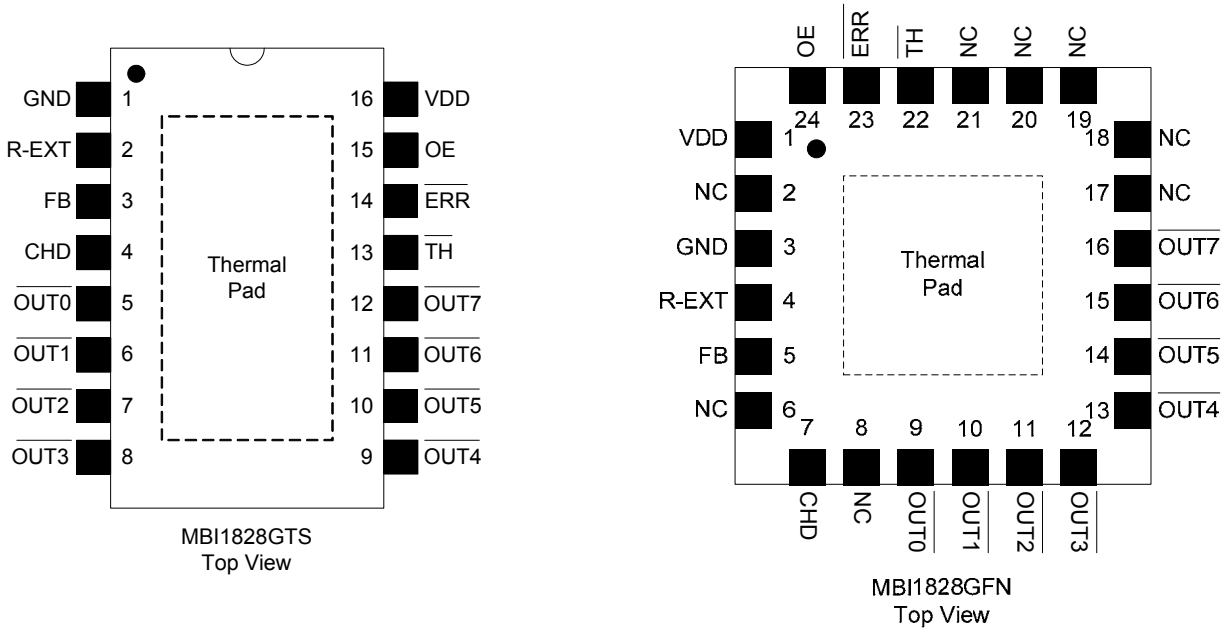 GND 1 16 VDD
R-EXT 2 15 OE
FB 3 14 ERR
CHD 4 13 TH
OUT0 5 12 OUT7
OUT1 6 11 OUT6
OUT2 7 10 OUT5
OUT3 8 9 OUT4
Thermal
Pad
MBI1828GTS
Top View
OE ERR TH NC NC NC
24 23 22 21 20 19
VDD 1 18 NC
NC 2 17 NC
GND 3 16 OUT7
R-EXT 4 15 OUT6
FB 5 14 OUT5
NC 6 13 OUT4
Thermal
Pad
7 8 9 10 11 12
CHD NC OUT0 OUT1 OUT2 OUT3
MBI1828GFN
Top View